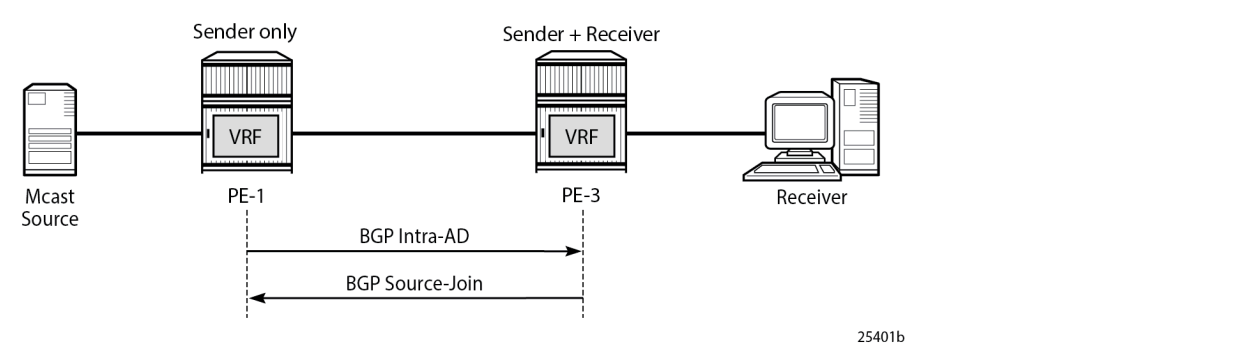 Sender only
Sender + Receiver
VRF
VRF
Mcast
Source
PE-1
PE-3
Receiver
BGP Intra-AD
BGP Source-Join
25401b